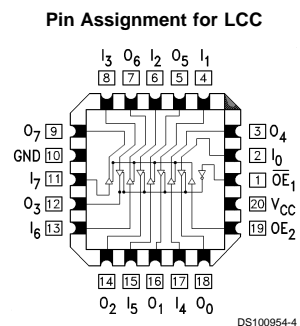 Pin Assignment for LCC
I3 O6 I2 O5 I1
8 7 6 5 4
O7 9
GND 10
I7 11
O3 12
I6 13
3 O4
2 I0
1 O̅E̅1
20 VCC
19 OE2
14 15 16 17 18
O2 I5 O1 I4 O0
DS100954-4